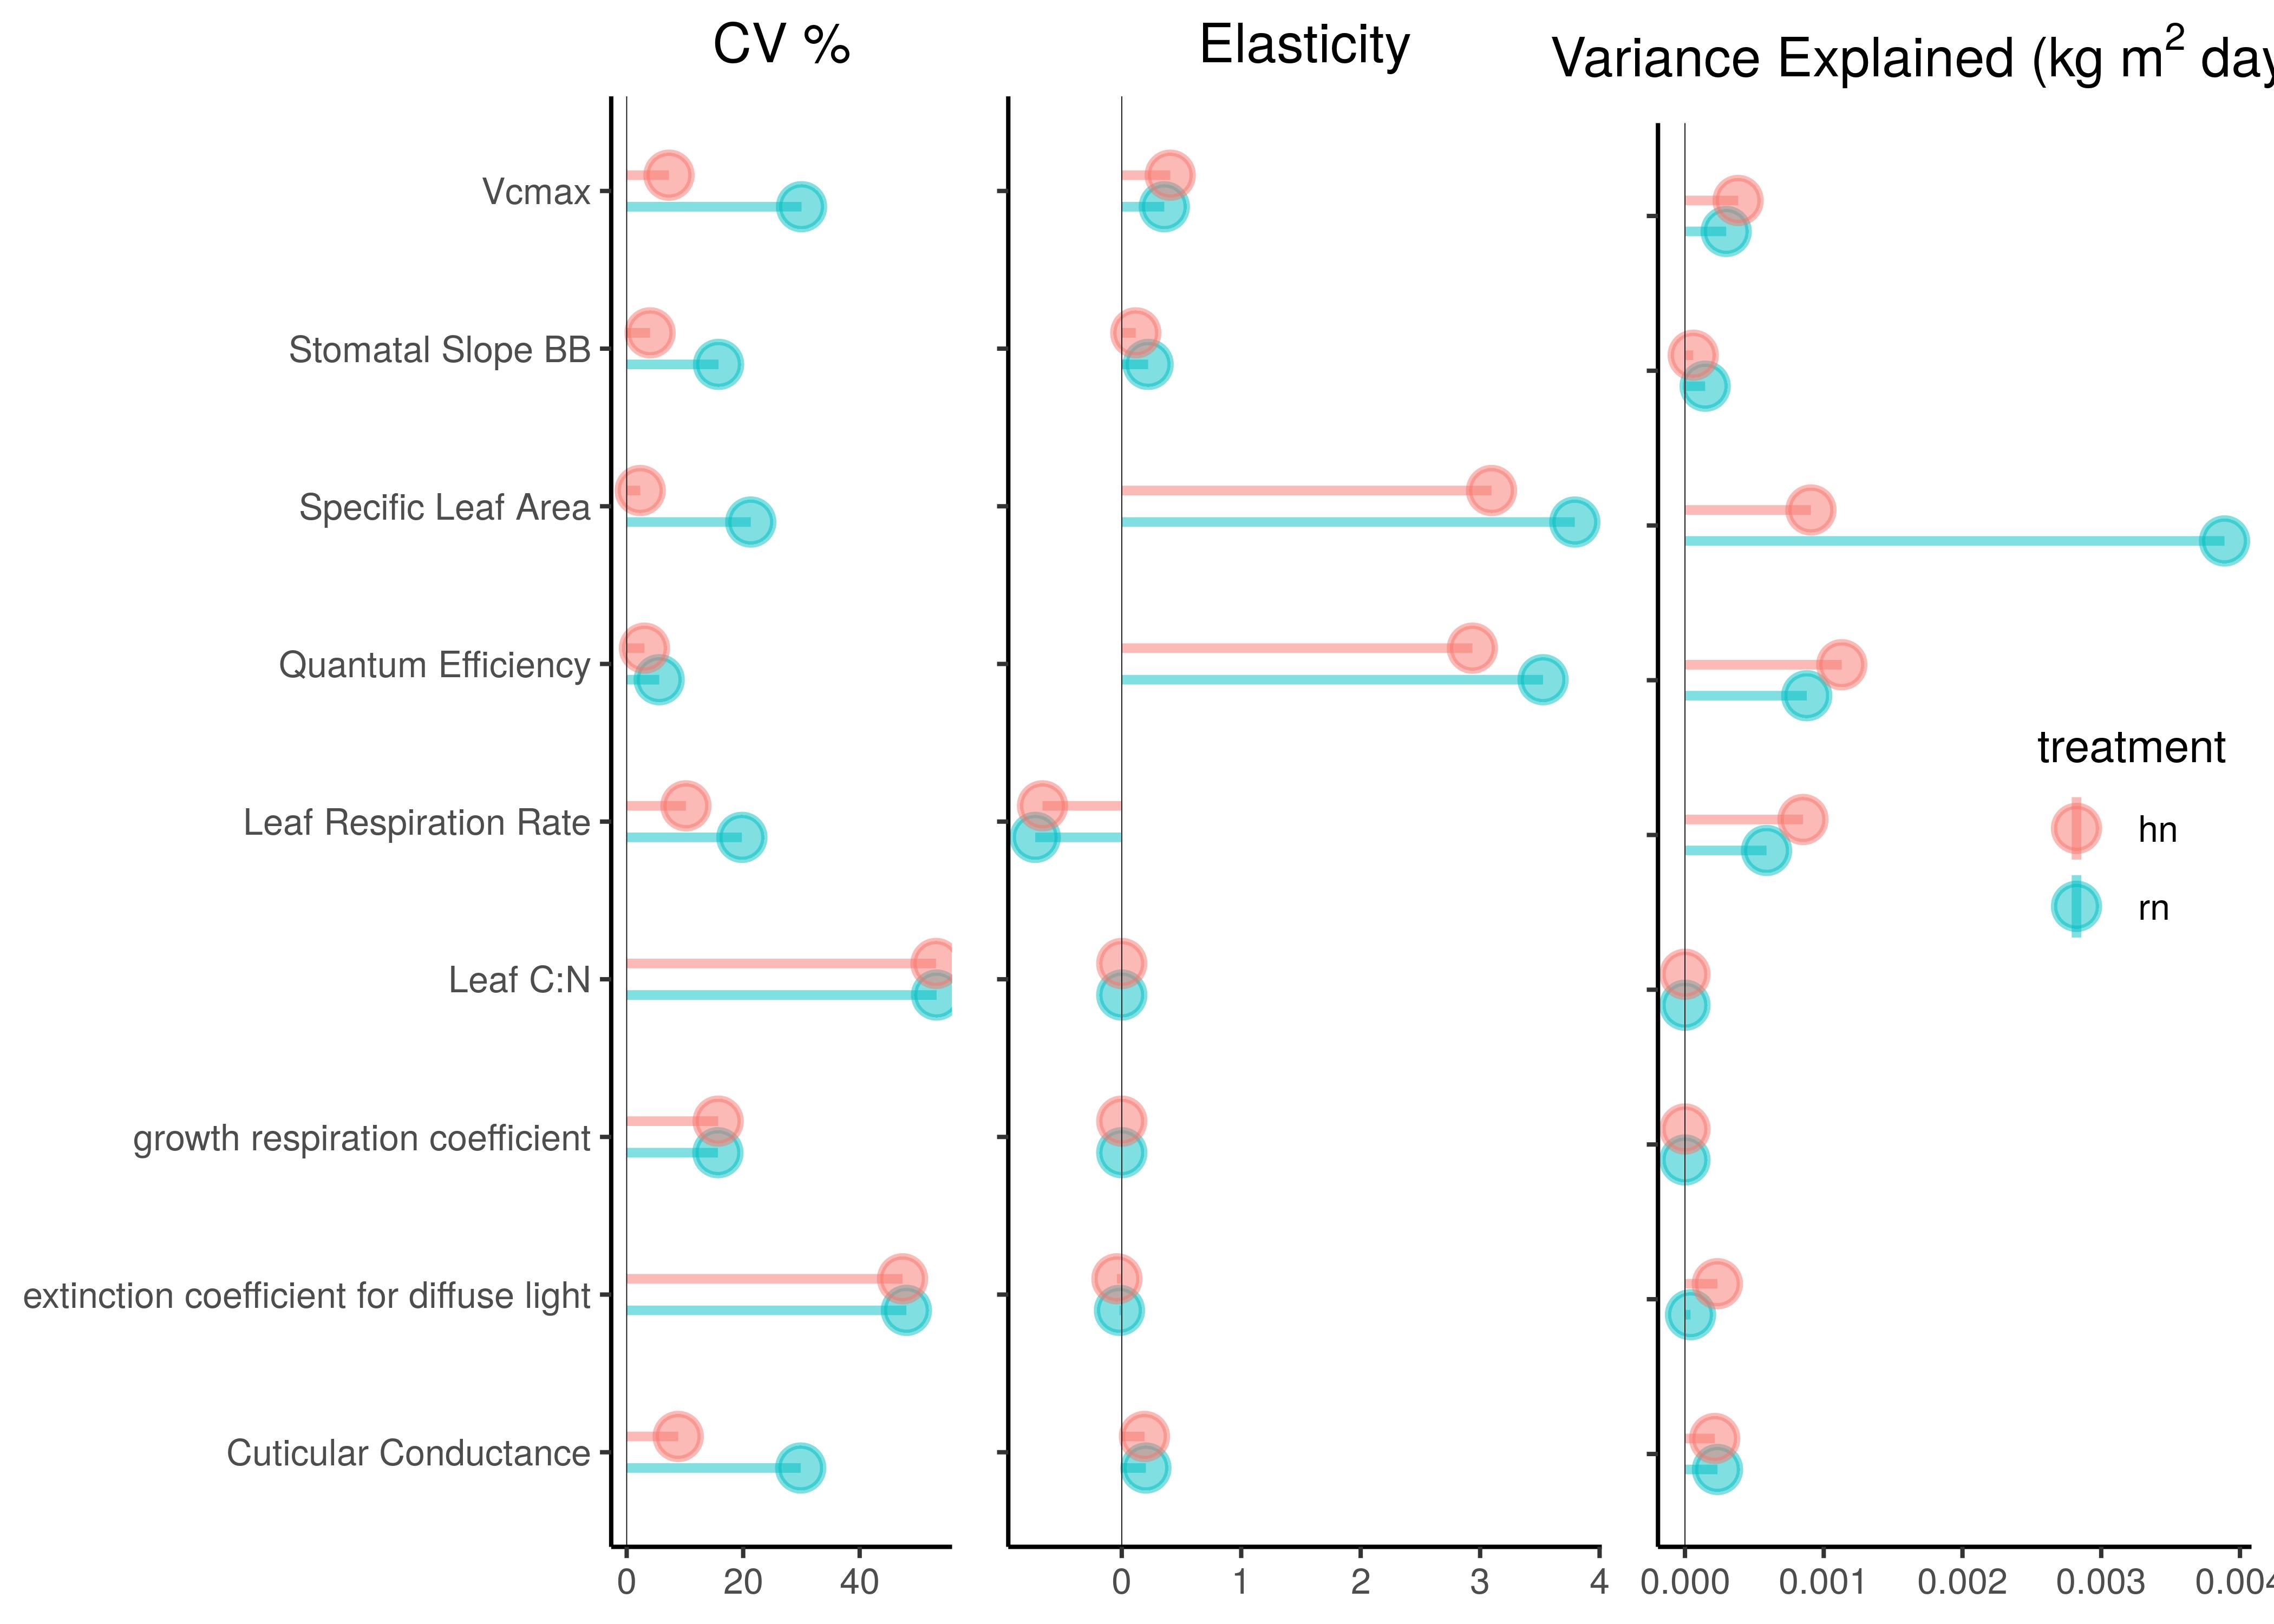 CV %
Elasticity
Variance Explained (kg m2 day
Vcmax
Stomatal Slope BB
Specific Leaf Area
Quantum Efficiency
Leaf Respiration Rate
Leaf C:N
growth respiration coefficient
extinction coefficient for diffuse light
Cuticular Conductance
treatment
hn
rn
0 20 40
0 1 2 3 4
0.000 0.001 0.002 0.003 0.004